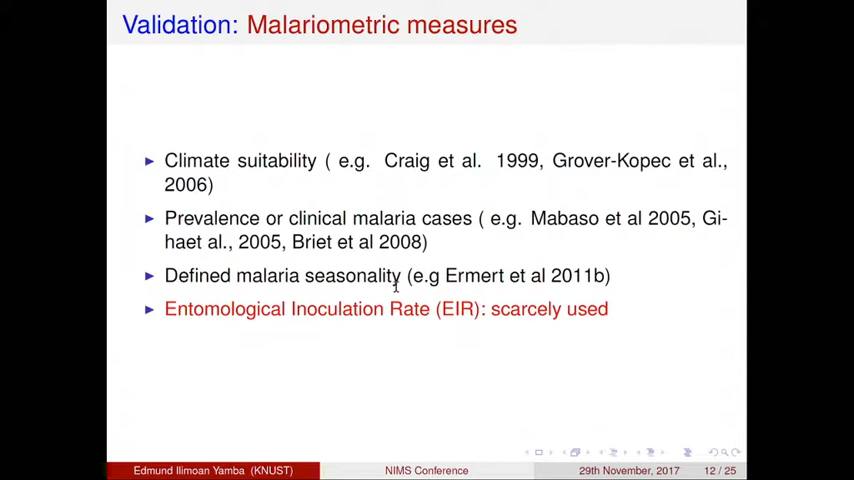 Validation: Malariometric measures
Climate suitability ( e.g. Craig et al. 1999, Grover-Kopec et al.,
2006)
Prevalence or clinical malaria cases ( e.g. Mabaso et al 2005, Gi-
haet al., 2005, Briet et al 2008)
Defined malaria seasonality (e.g Ermert et al 2011b)
Entomological Inoculation Rate (EIR): scarcely used
Edmund Ilimoan Yamba (KNUST) NIMS Conference 29th November, 2017 12 / 25